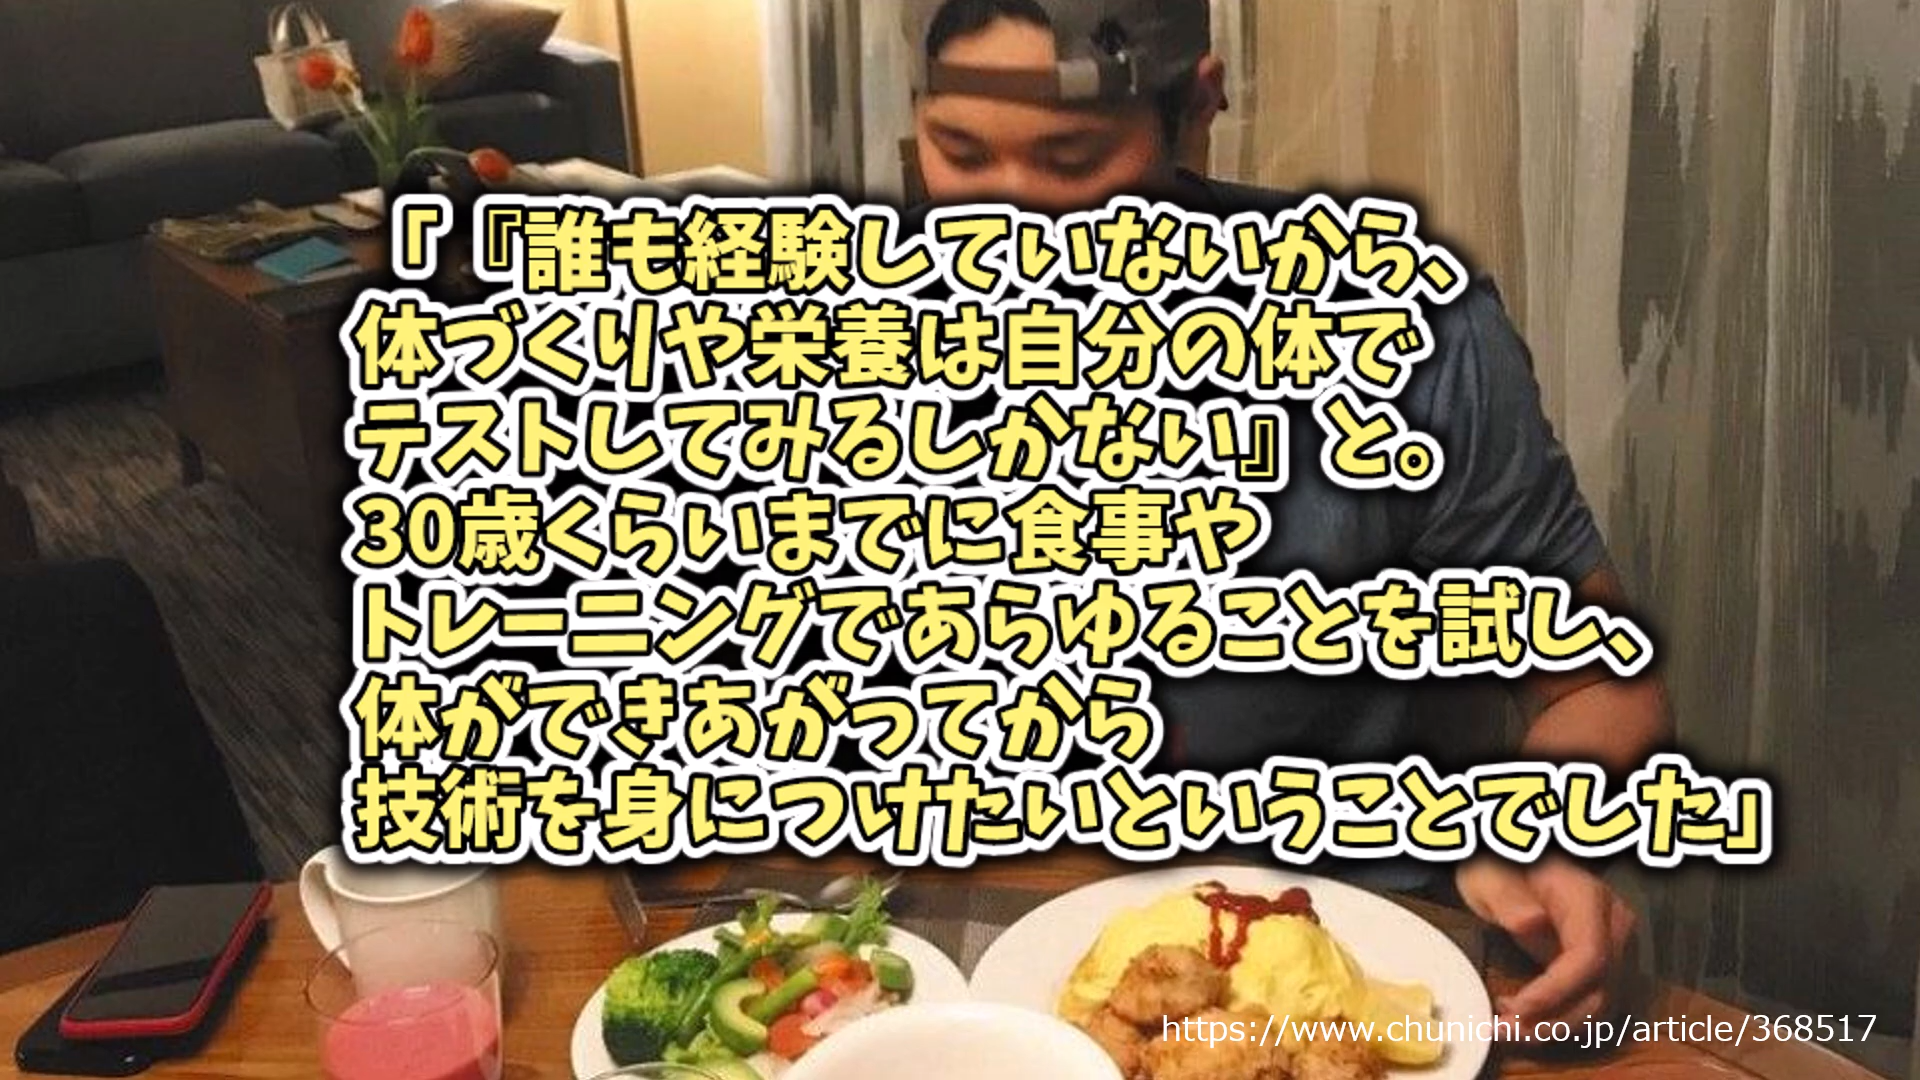 「『誰も経験していないから、
体づくりや栄養は自分の体で
テストしてみるしかない』と。
30歳くらいまでに食事や
トレーニングであらゆることを試し、
体ができあがってから
技術を身につけたいということでした」
https://www.chunichi.co.jp/article/368517